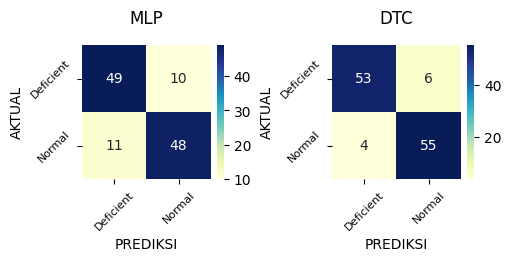 MLP
AKTUAL
Deficient
49
10
Normal
11
48
Deficient
Normal
PREDIKSI
40
30
20
10
DTC
AKTUAL
Deficient
53
6
Normal
4
55
Deficient
Normal
PREDIKSI
40
20